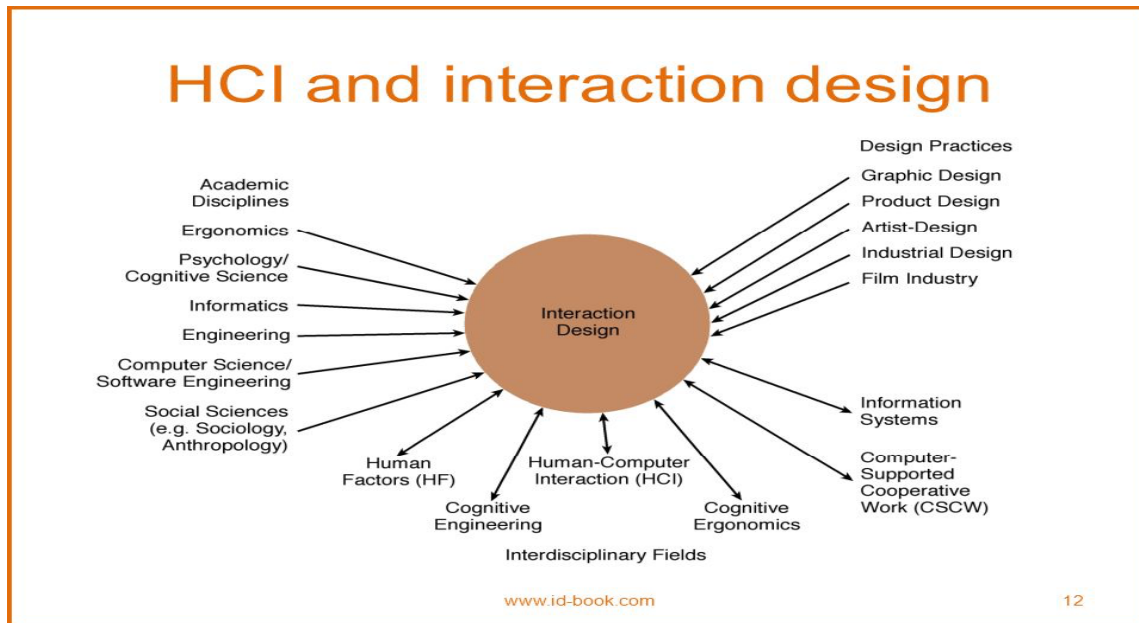 HCI and interaction design
Academic
Disciplines
Ergonomics
Psychology/
Cognitive Science
Informatics
Engineering
Computer Science/
Software Engineering
Social Sciences
(e.g. Sociology,
Anthropology)
Interaction
Design
Design Practices
Graphic Design
Product Design
Artist-Design
Industrial Design
Film Industry
Information
Systems
Computer-
Supported
Cooperative
Work (CSCW)
Human
Factors (HF)
Cognitive
Engineering
Human-Computer
Interaction (HCI)
Cognitive
Ergonomics
Interdisciplinary Fields
www.id-book.com
12